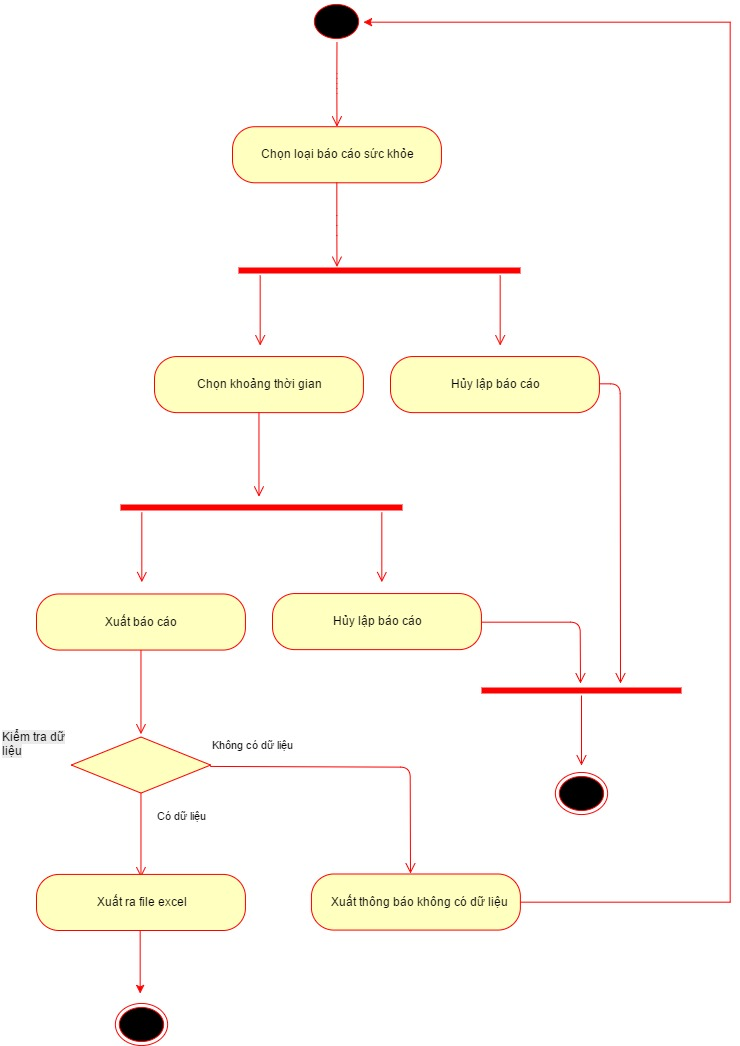 Chọn loại báo cáo sức khỏe
Chọn khoảng thời gian
Hủy lập báo cáo
Xuất báo cáo
Hủy lập báo cáo
Kiểm tra dữ
liệu
Không có dữ liệu
Có dữ liệu
Xuất ra file excel
Xuất thông báo không có dữ liệu